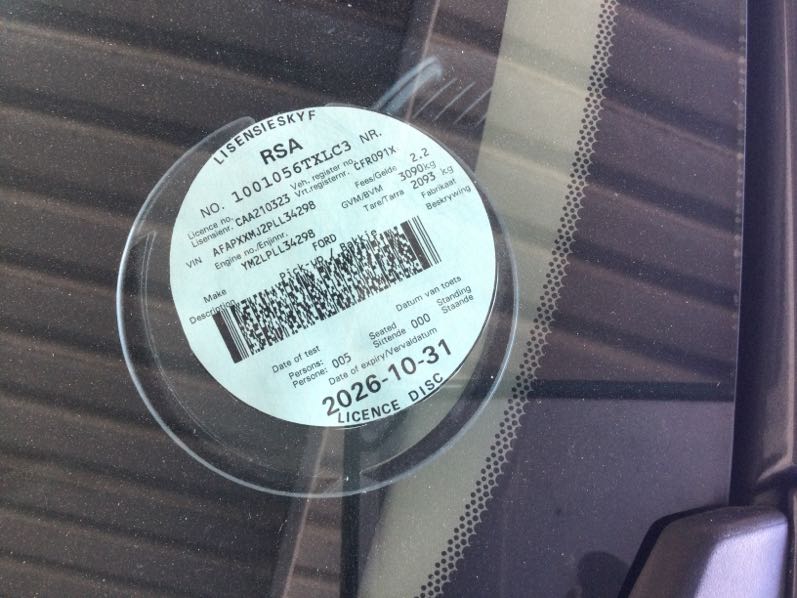 LISENSIESKYF
RSA
NO. 1001056TXLC3 NR.
Licence no. Veh. register no.
Lisensienr. CAA210323 Vrt.registernr. CFR091X
VIN AFAPXXMJ2PLL34298 Fees/Gelde 2.2
Engine no./Enjinnr. GVM/BVM 3090kg
YM2LPLL34298 Tare/Tarra 2093 kg
Make FORD Fabrikaat
Description Pick-up / Bakkie Beskrywing
Date of test Datum van toets
Persons: Seated Standing
Persone: 005 Sittende 000 Staande
Date of expiry/Vervaldatum
2026-10-31
LICENCE DISC